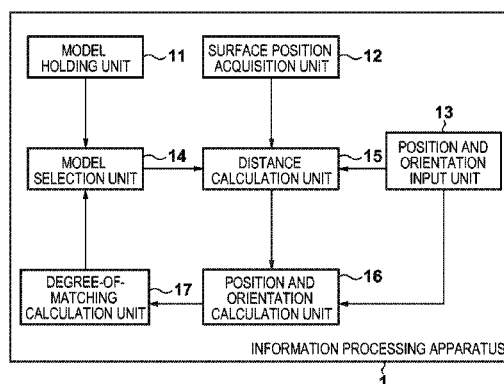 MODEL
HOLDING UNIT
11
SURFACE POSITION
ACQUISITION UNIT
12
13
POSITION AND
ORIENTATION
INPUT UNIT
MODEL
SELECTION UNIT
14
DISTANCE
CALCULATION UNIT
15
DEGREE-OF-
MATCHING
CALCULATION UNIT
17
POSITION AND
ORIENTATION
CALCULATION UNIT
16
INFORMATION PROCESSING APPARATUS
1